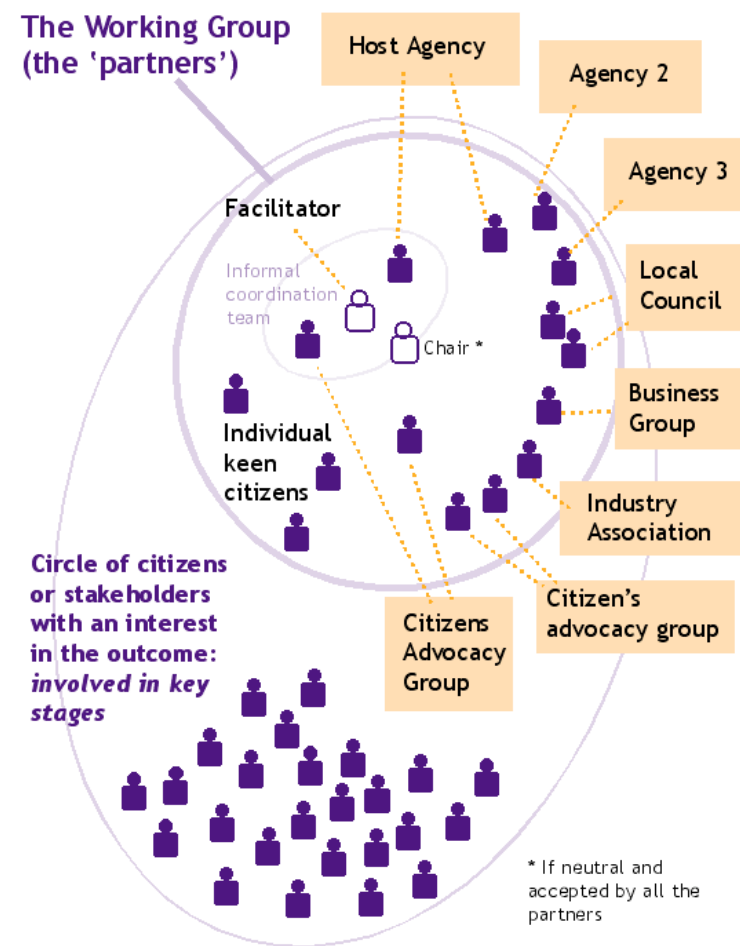 The Working Group
(the ‘partners’)
Host Agency
Agency 2
Agency 3
Facilitator
Informal
coordination
team
Local
Council
Chair *
Business
Group
Individual
keen
citizens
Industry
Association
Circle of citizens
or stakeholders
with an interest
in the outcome:
involved in key
stages
Citizens
Advocacy
Group
Citizen’s
advocacy group
* If neutral and
accepted by all the
partners